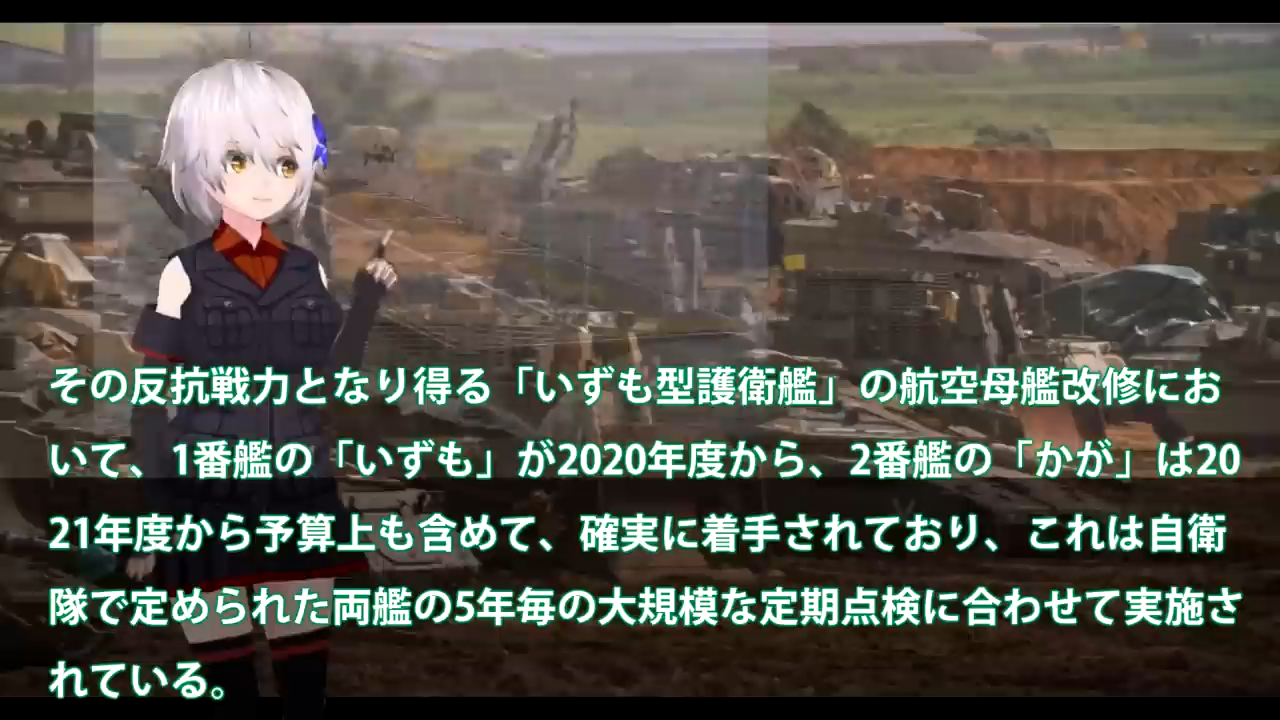 その反抗戦力となり得る「いずも型護衛艦」の航空母艦改修にお
いて、1番艦の「いずも」が2020年度から、2番艦の「かが」は20
21年度から予算上も含めて、確実に着手されており、これは自衛
隊で定められた両艦の5年毎の大規模な定期点検に合わせて実施さ
れている。